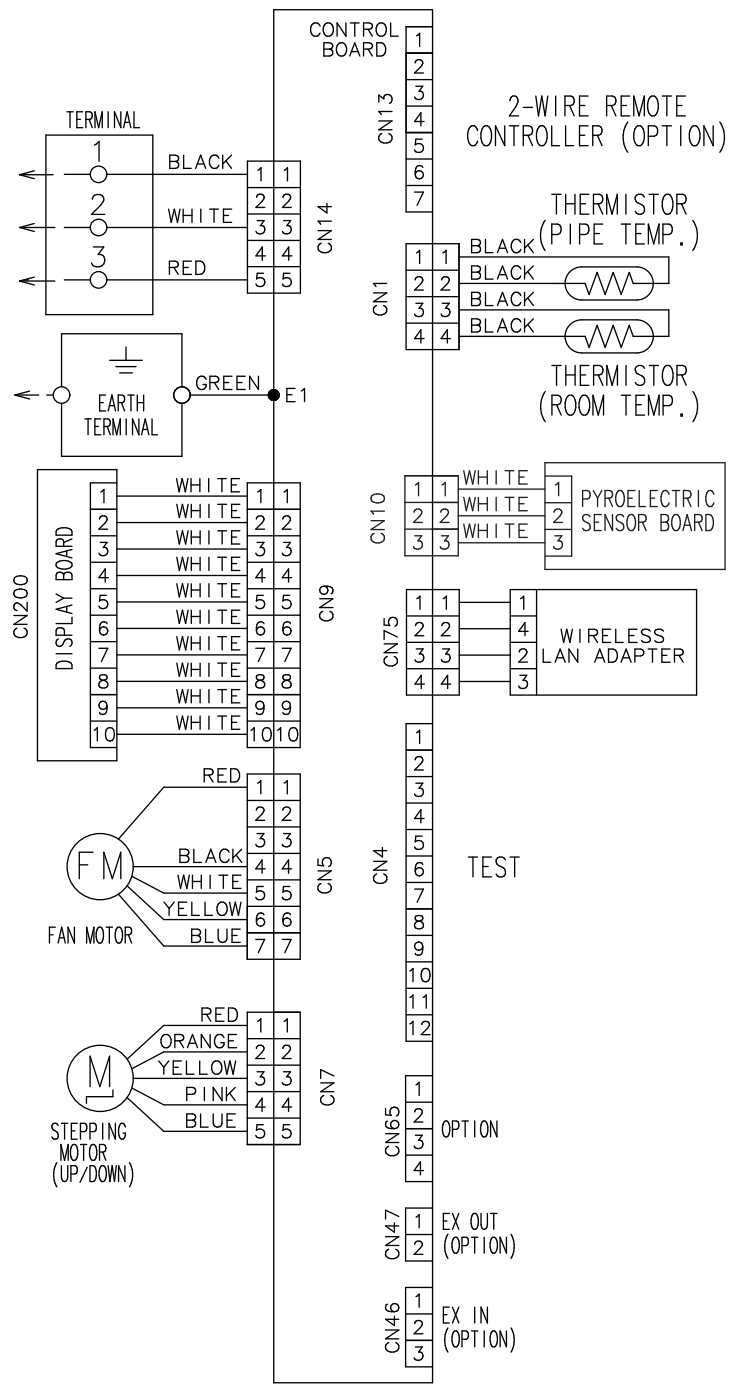 CONTROL
BOARD
CN13
1
2
3
4
5
6
7
2-WIRE REMOTE
CONTROLLER (OPTION)
TERMINAL
1
2
3
BLACK
WHITE
RED
1 1
2 2
3 3
4 4
5 5
CN14
THERMISTOR
(PIPE TEMP.)
CN1
1 1
2 2
3 3
4 4
BLACK
BLACK
BLACK
BLACK
THERMISTOR
(ROOM TEMP.)
EARTH
TERMINAL
GREEN
E1
CN200
DISPLAY BOARD
1
2
3
4
5
6
7
8
9
10
WHITE
WHITE
WHITE
WHITE
WHITE
WHITE
WHITE
WHITE
WHITE
WHITE
1 1
2 2
3 3
4 4
5 5
6 6
7 7
8 8
9 9
10 10
CN9
CN10
1 1
2 2
3 3
WHITE
WHITE
WHITE
1
2
3
PYROELECTRIC
SENSOR BOARD
CN75
1 1
2 2
3 3
4 4
1
4
2
3
WIRELESS
LAN ADAPTER
FM
FAN MOTOR
RED
BLACK
WHITE
YELLOW
BLUE
1 1
2 2
3 3
4 4
5 5
6 6
7 7
CN5
CN4
1
2
3
4
5
6
7
8
9
10
11
12
TEST
M
STEPPING
MOTOR
(UP/DOWN)
RED
ORANGE
YELLOW
PINK
BLUE
1 1
2 2
3 3
4 4
5 5
CN7
CN65
1
2
3
4
OPTION
CN47
1
2
EX OUT
(OPTION)
CN46
1
2
3
EX IN
(OPTION)